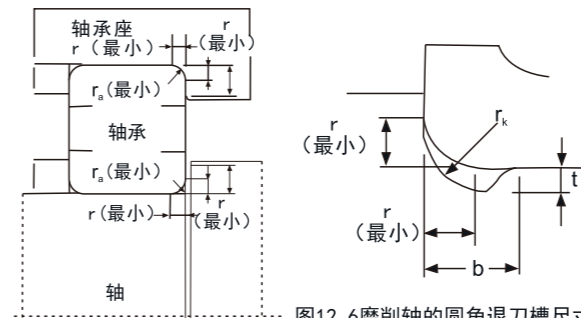 轴承座
r（最小）
r
（最小）
rₐ(最小)
轴承
rₐ(最小)
r(最小)
r
（最小）
轴
r
（最小）
rₖ
t
r
（最小）
b
图12.6磨削轴的圆角退刀槽尺寸